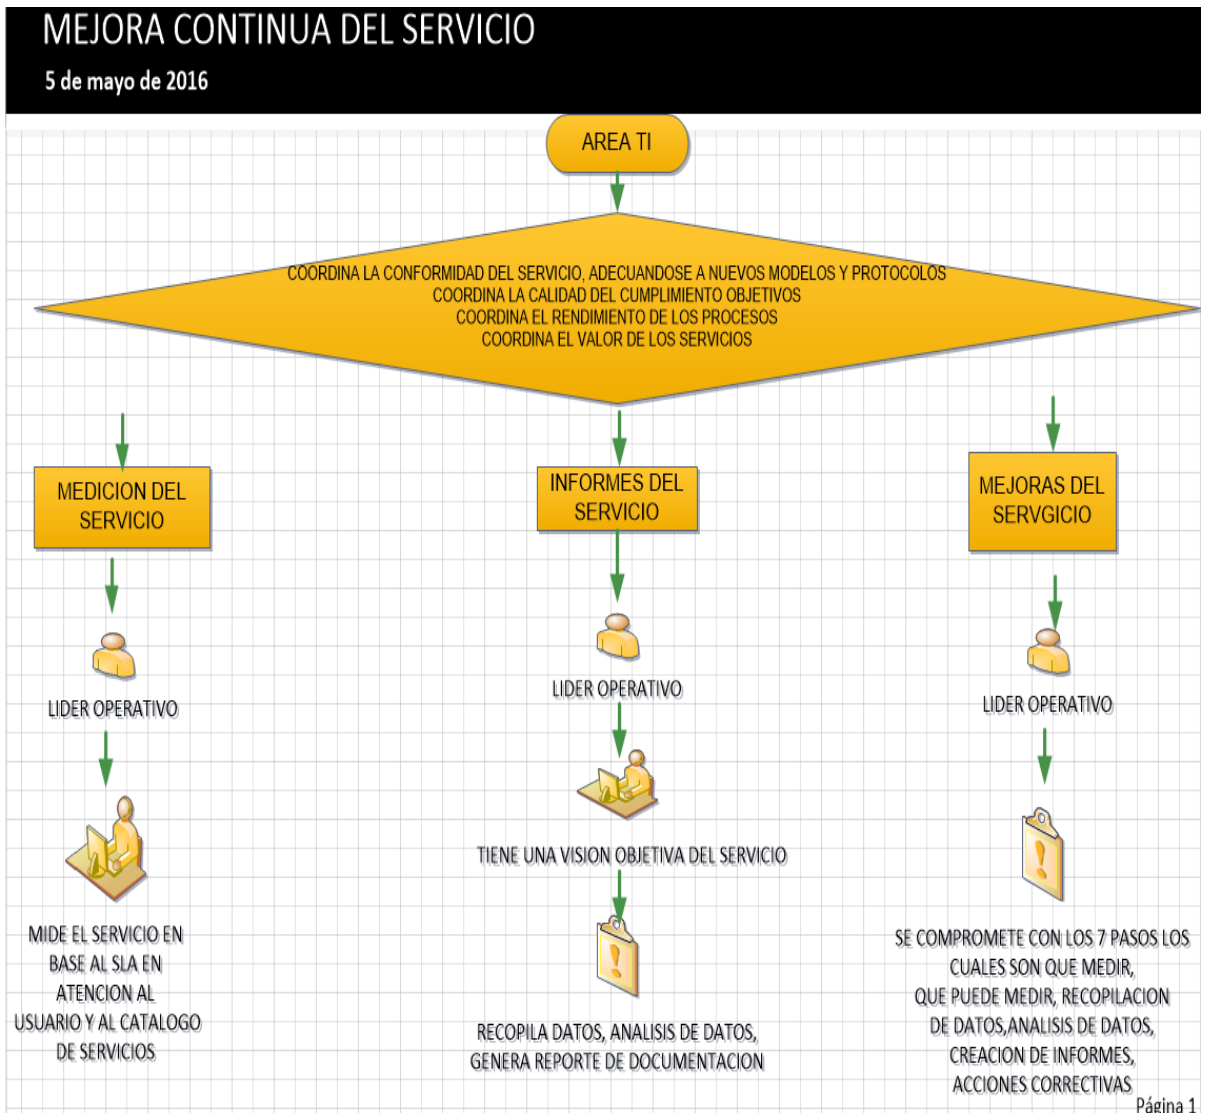 MEJORA CONTINUA DEL SERVICIO
5 de mayo de 2016
AREA TI
COORDINA LA CONFORMIDAD DEL SERVICIO, ADECUANDOSE A NUEVOS MODELOS Y PROTOCOLOS
COORDINA LA CALIDAD DEL CUMPLIMIENTO OBJETIVOS
COORDINA EL RENDIMIENTO DE LOS PROCESOS
COORDINA EL VALOR DE LOS SERVICIOS
MEDICION DEL
SERVICIO
LIDER OPERATIVO
MIDE EL SERVICIO EN
BASE AL SLA EN
ATENCION AL
USUARIO Y AL CATALOGO
DE SERVICIOS
INFORMES DEL
SERVICIO
LIDER OPERATIVO
TIENE UNA VISION OBJETIVA DEL SERVICIO
RECOPILA DATOS, ANALISIS DE DATOS,
GENERA REPORTE DE DOCUMENTACION
MEJORAS DEL
SERVGICIO
LIDER OPERATIVO
SE COMPROMETE CON LOS 7 PASOS LOS
CUALES SON QUE MEDIR,
QUE PUEDE MEDIR, RECOPILACION
DE DATOS,ANALISIS DE DATOS,
CREACION DE INFORMES,
ACCIONES CORRECTIVAS
Página 1